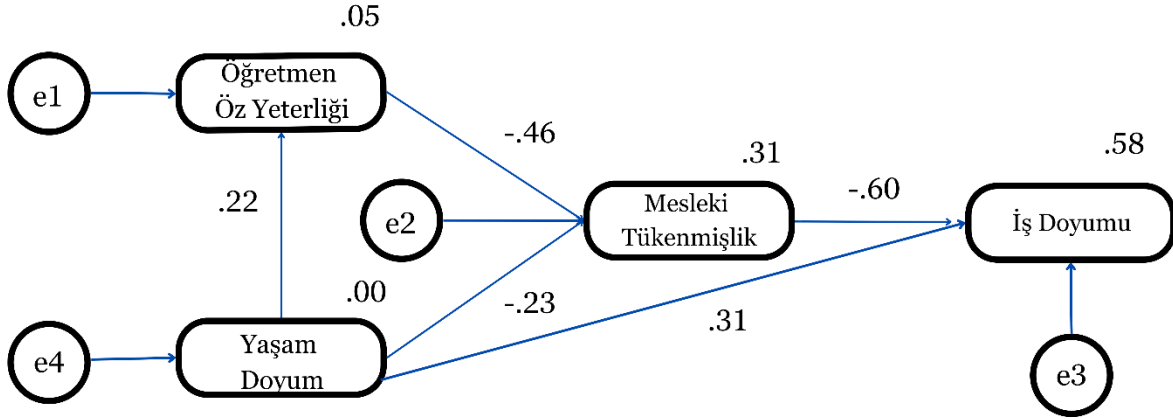 .05
Öğretmen
Öz Yeterliği
e1
-.46
.31
.58
.22
e2
Mesleki
Tükenmişlik
-.60
İş Doyumu
.00
-.23
.31
e4
Yaşam
Doyum
e3